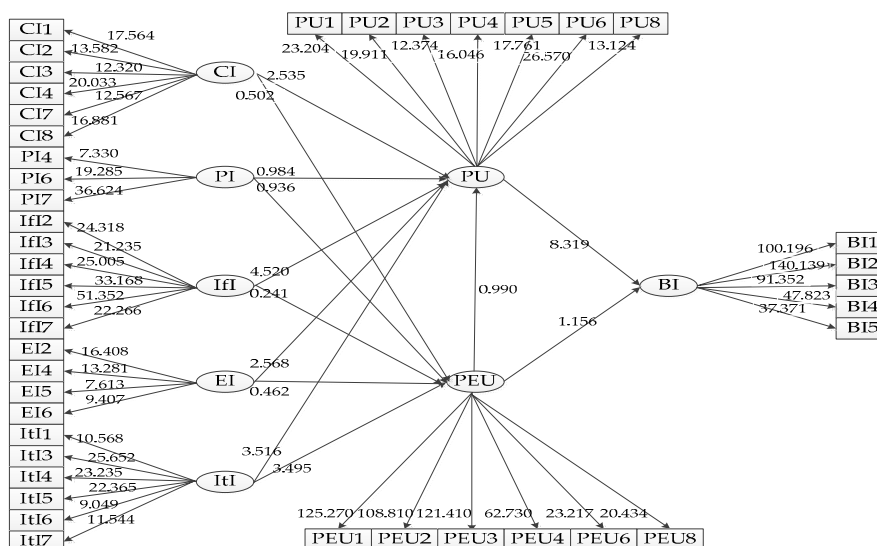 PU1 PU2 PU3 PU4 PU5 PU6 PU8
23.204 19.911 12.374 16.046 17.761 26.570 13.124
CI1
CI2
CI3
CI4
CI7
CI8
17.564
13.582
12.320
20.033
12.567
16.881
CI
2.535
0.502
PI4
PI6
PI7
7.330
19.285
36.624
PI
0.984
0.936
IfI2
IfI3
IfI4
IfI5
IfI6
IfI7
24.318
21.235
25.005
33.168
51.352
22.266
IfI
4.520
0.241
EI2
EI4
EI5
EI6
16.408
13.281
7.613
9.407
EI
2.568
0.462
ItI1
ItI3
ItI4
ItI5
ItI6
ItI7
10.568
25.652
23.235
22.365
9.049
11.544
ItI
3.516
3.495
PU
0.990
PEU
8.319
1.156
BI
100.196
140.139
91.352
47.823
37.371
BI1
BI2
BI3
BI4
BI5
125.270 108.810 121.410 62.730 23.217 20.434
PEU1 PEU2 PEU3 PEU4 PEU6 PEU8